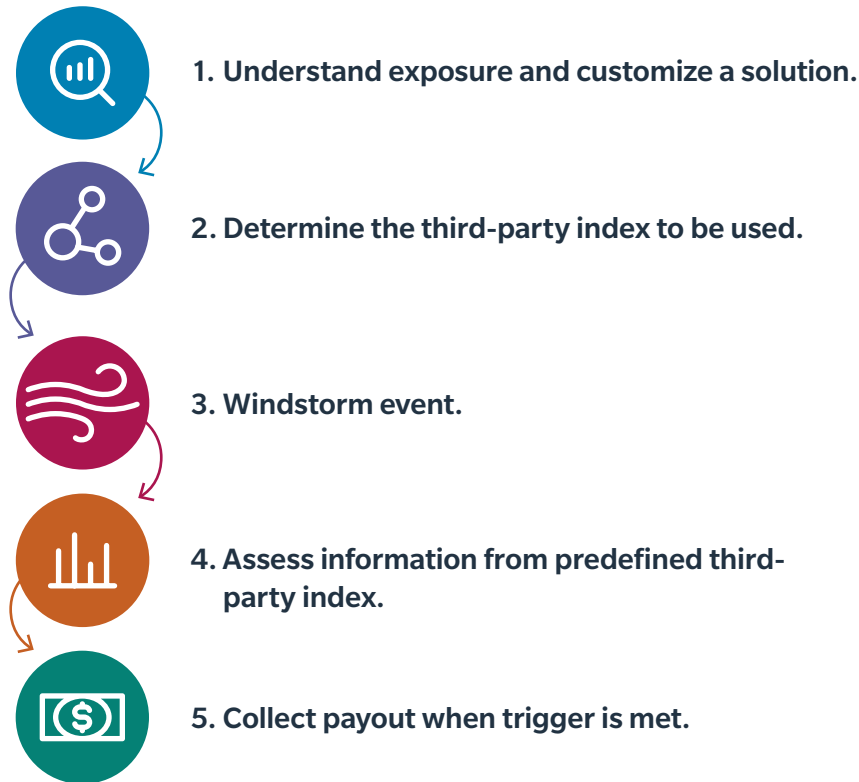 1. Understand exposure and customize a solution.
2. Determine the third-party index to be used.
3. Windstorm event.
4. Assess information from predefined third-
party index.
$
5. Collect payout when trigger is met.